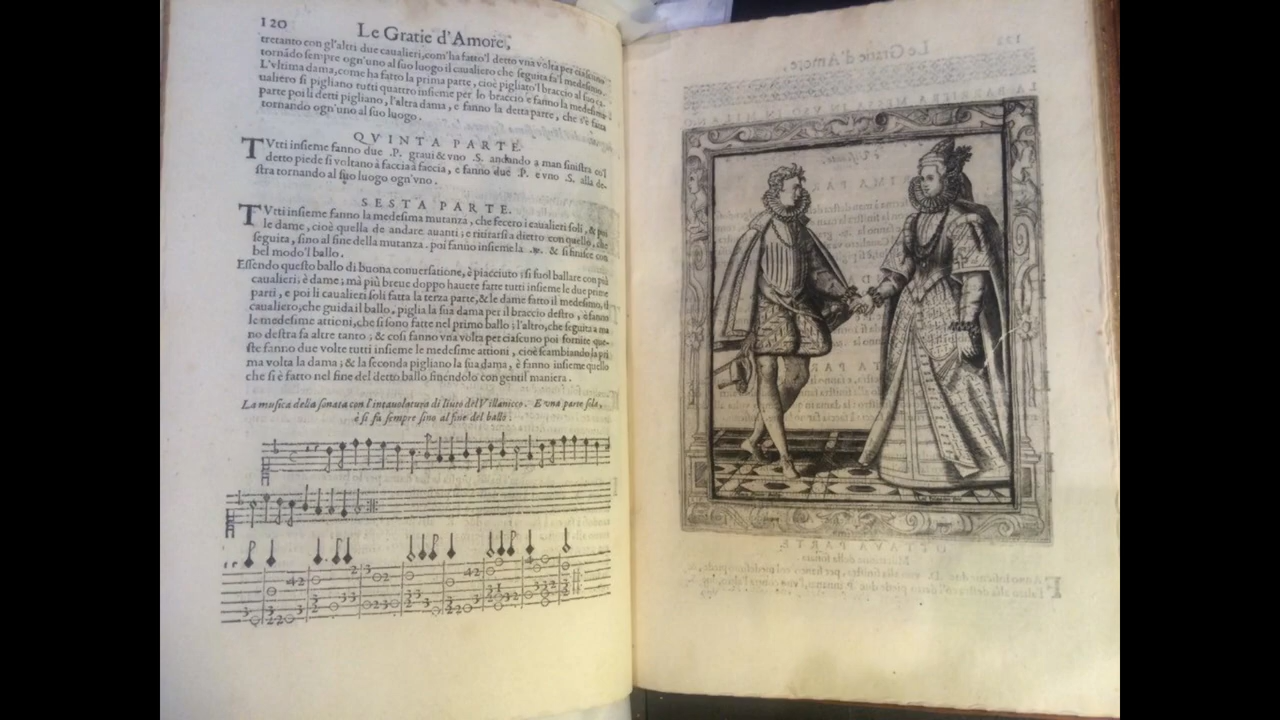 120
Le Gratie d'Amore,
tretanto con gl'altri due caualieri, com'ha fatto'l detto vna volta per ciascuno
tornãdo sempre ogn'uno al suo luogo il caualiero che seguita fa'l medesimo.
L'vltima dama, come ha fatto la prima parte, cioè pigliato'l braccio al suo ca-
ualiero si pigliano tutti quattro insieme per lo braccio e fanno la medesima
parte poi li detti pigliano, l'altra dama, e fanno la detta parte, che s'è fatta
tornando ogn'uno al suo luogo.
QVINTA PARTE.
TVtti insieme fanno due .P. graui & vno .S. andando a man sinistra co'l
detto piede si voltano à faccia à faccia, e fanno due .P. e vno .S. alla de-
stra tornando al suo luogo ogn'vno.
SESTA PARTE.
TVtti insieme fanno la medesima mutanza, che fecero i caualieri soli, & poi
le dame, cioè quella de andare auanti; e ritirarsi a dietro con quello, che
seguita, sino al fine della mutanza. poi fanno insieme la & si finisce con
bel modo'l ballo.
Essendo questo ballo di buona conuersatione, è piacciuto; si suol ballare con più
caualieri; è dame; mà più breue doppo hauere fatte tutti insieme le due prime
parti, e poi li caualieri soli fatta la terza parte, & le dame fatto il medesimo, il
caualiero, che guida il ballo, piglia la sua dama per il braccio destro, è fanno
le medesime attioni, che si sono fatte nel primo ballo; l'altro, che seguita a ma
no destra fa altre tanto; & cosi fanno vna volta per ciascuno poi fornite que-
ste fanno due volte tutti insieme le medesime attioni, cioè scambiando la pri
ma volta la dama; & la seconda pigliano la sua dama, è fanno insieme quello
che si è fatto nel fine del detto ballo finendolo con gentil maniera.
La musica della sonata con l'intauolatura di liuto del Villanicco. E vna parte sola,
è si fa sempre sino al fine del ballo.